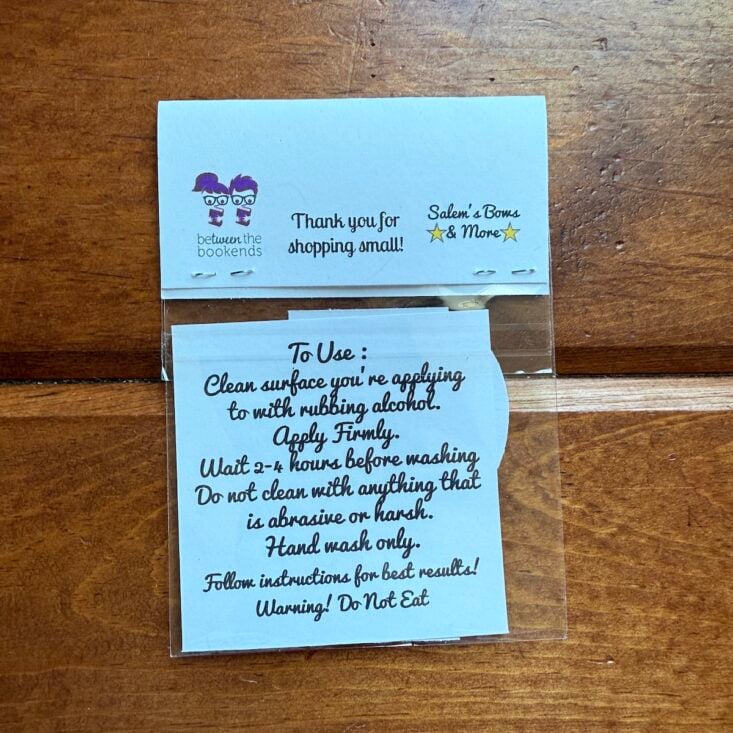 between the
bookends
Thank you for
shopping small!
Salem's Bows
& More
To Use :
Clean surface you're applying
to with rubbing alcohol.
Apply Firmly.
Wait 2-4 hours before washing
Do not clean with anything that
is abrasive or harsh.
Hand wash only.
Follow instructions for best results!
Warning! Do Not Eat